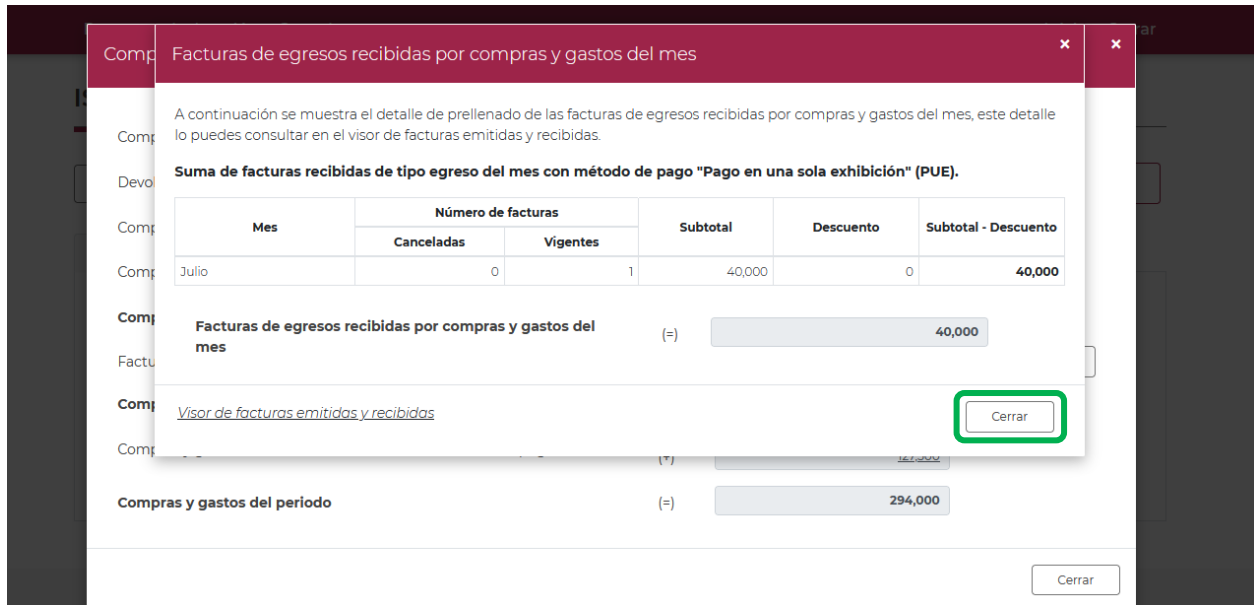 Facturas de egresos recibidas por compras y gastos del mes
A continuación se muestra el detalle de prellenado de las facturas de egresos recibidas por compras y gastos del mes, este detalle
lo puedes consultar en el visor de facturas emitidas y recibidas.
Suma de facturas recibidas de tipo egreso del mes con método de pago "Pago en una sola exhibición" (PUE).
Mes Número de facturas Subtotal Descuento Subtotal - Descuento
Canceladas Vigentes
Julio 0 1 40,000 0 40,000
Facturas de egresos recibidas por compras y gastos del
mes (=) 40,000
Visor de facturas emitidas y recibidas Cerrar
Compras y gastos del periodo (=) 294,000
Cerrar